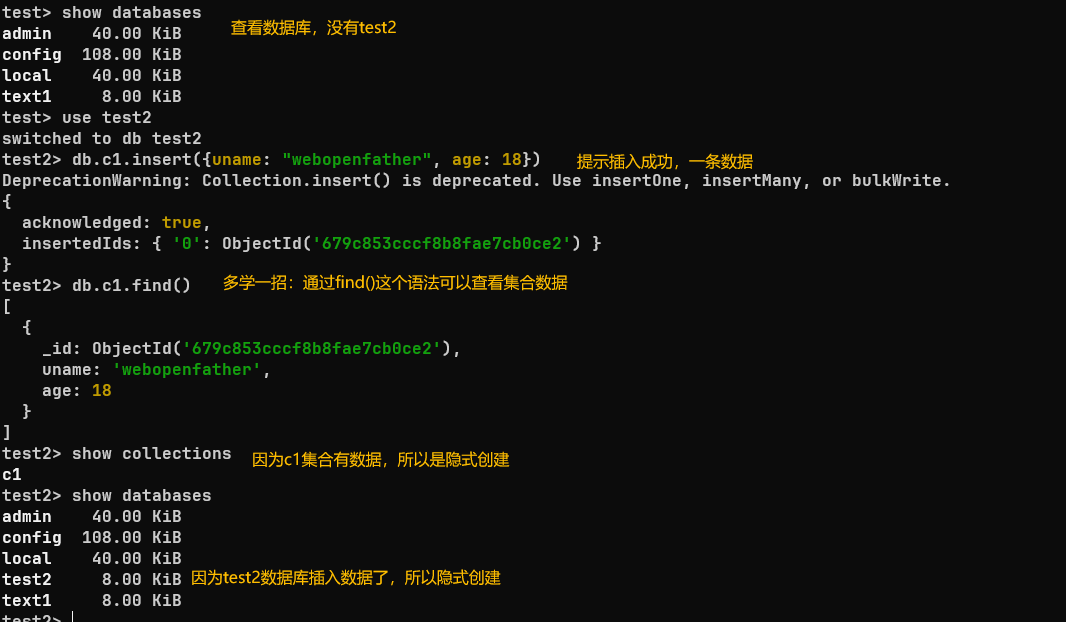 test> show databases
admin 40.00 KiB 查看数据库，没有test2
config 108.00 KiB
local 40.00 KiB
text1 8.00 KiB
test> use test2
switched to db test2
test2> db.c1.insert({uname: "webopenfather", age: 18}) 提示插入成功，一条数据
DeprecationWarning: Collection.insert() is deprecated. Use insertOne, insertMany, or bulkWrite.
{
acknowledged: true,
insertedIds: { '0': ObjectId('679c853cccf8b8fae7cb0ce2') }
}
test2> db.c1.find() 多学一招：通过find()这个语法可以查看集合数据
[
{
_id: ObjectId('679c853cccf8b8fae7cb0ce2'),
uname: 'webopenfather',
age: 18
}
]
test2> show collections 因为c1集合有数据，所以是隐式创建
c1
test2> show databases
admin 40.00 KiB
config 108.00 KiB
local 40.00 KiB
test2 8.00 KiB 因为test2数据库插入数据了，所以隐式创建
text1 8.00 KiB
test2>